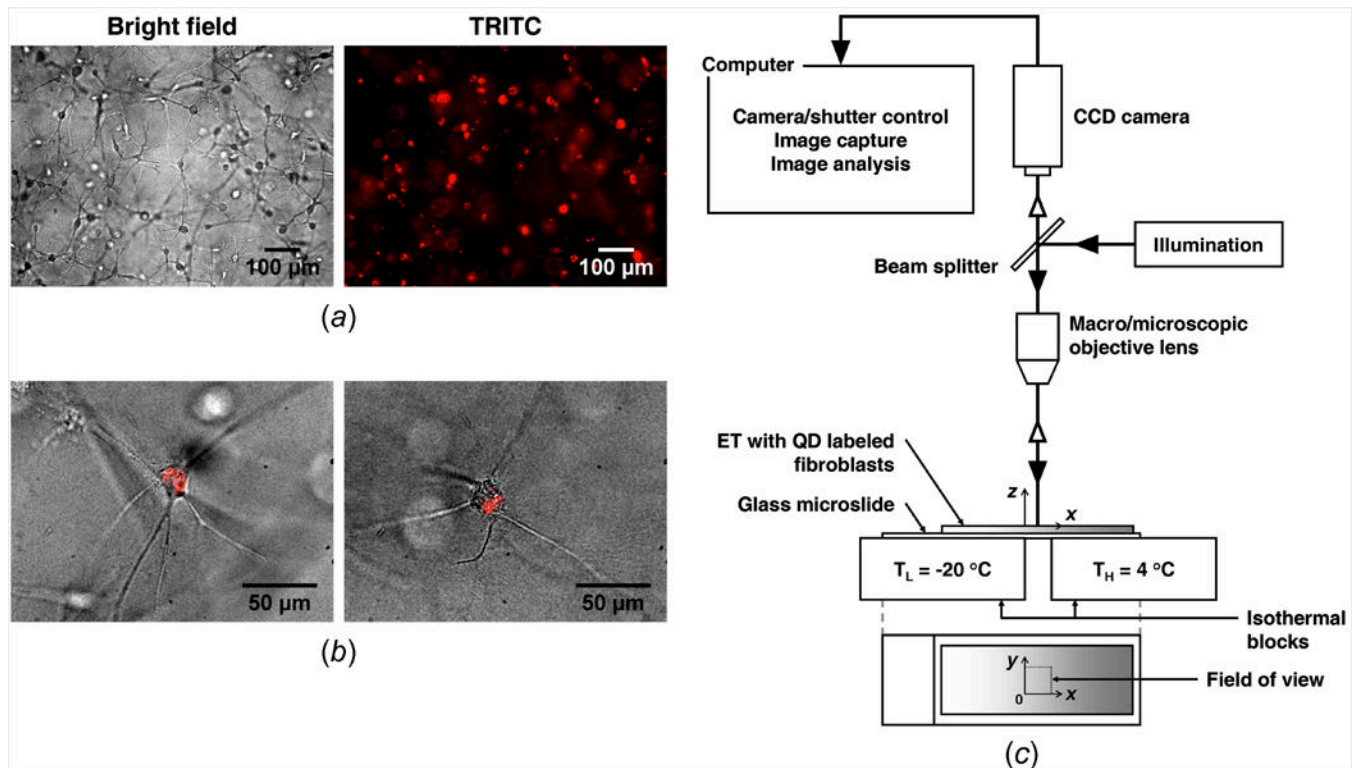 Bright field
TRITC
100 µm
100 µm
(a)
50 µm
50 µm
(b)
Computer
Camera/shutter control
Image capture
Image analysis
CCD camera
Beam splitter
Illumination
Macro/microscopic
objective lens
ET with QD labeled
fibroblasts
Glass microslide
z
x
T_L = -20 °C
T_H = 4 °C
Isothermal
blocks
y
0
x
Field of view
(c)